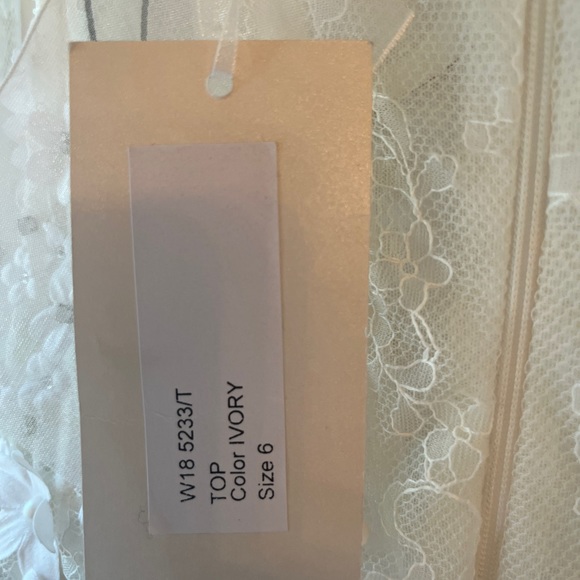 W18 5233/T
TOP
Color IVORY
Size 6